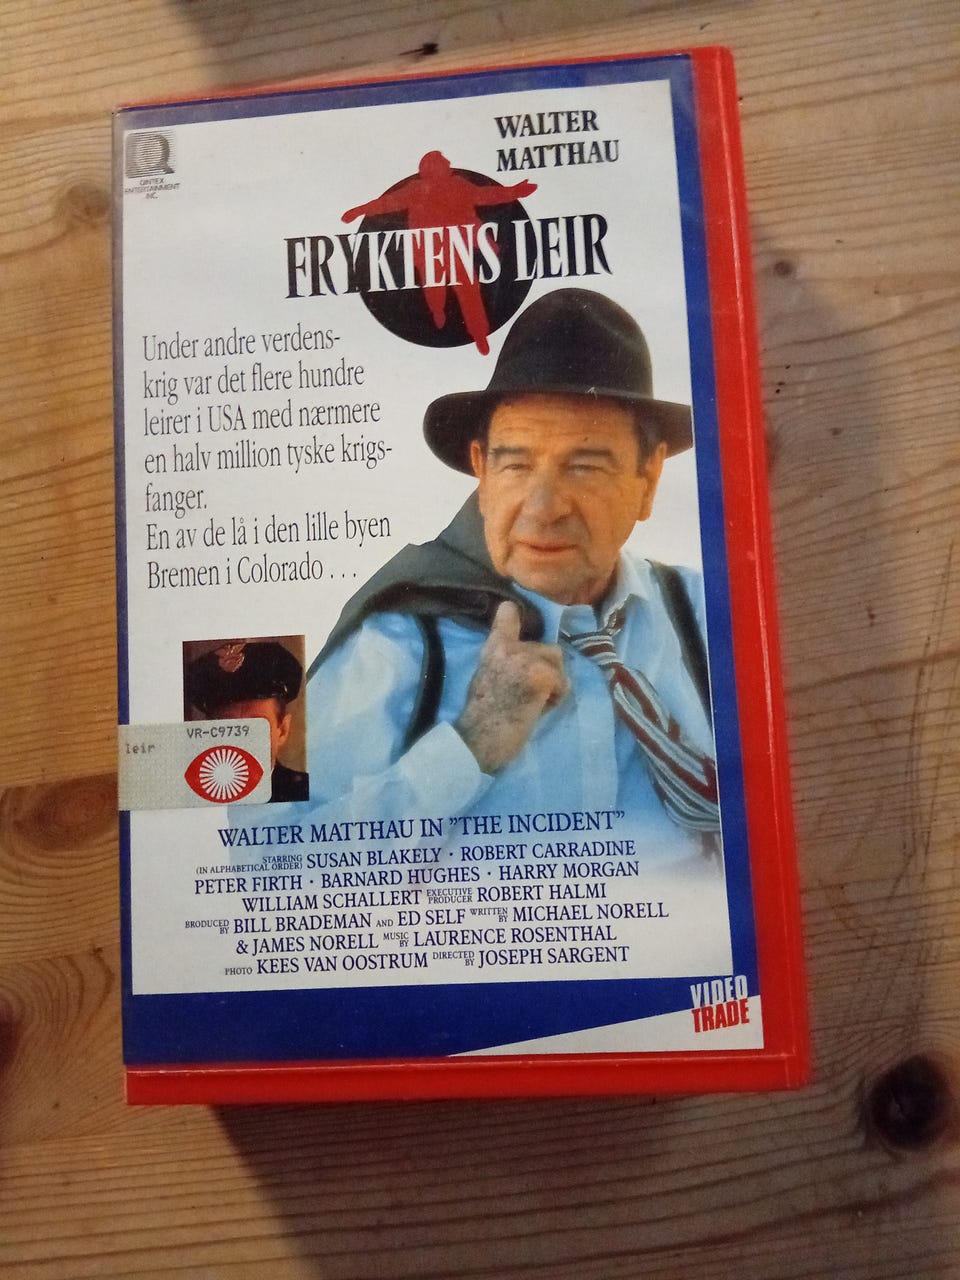 QINTEX
ENTERTAINMENT
INC.
WALTER
MATTHAU
FRYKTENS LEIR
Under andre verdens-
krig var det flere hundre
leirer i USA med nærmere
en halv million tyske krigs-
fanger.
En av de lå i den lille byen
Bremen i Colorado . . .
VR-C9739
leir
WALTER MATTHAU IN ”THE INCIDENT”
STARRING (IN ALPHABETICAL ORDER) SUSAN BLAKELY · ROBERT CARRADINE
PETER FIRTH · BARNARD HUGHES · HARRY MORGAN
WILLIAM SCHALLERT EXECUTIVE PRODUCER ROBERT HALMI
PRODUCED BY BILL BRADEMAN AND ED SELF WRITTEN BY MICHAEL NORELL
& JAMES NORELL MUSIC BY LAURENCE ROSENTHAL
PHOTO KEES VAN OOSTRUM DIRECTED BY JOSEPH SARGENT
VIDEO
TRADE